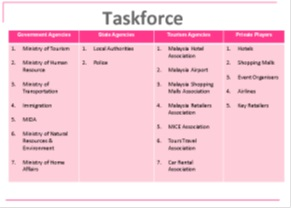 Taskforce
Government Agencies
1. Ministry of Tourism
2. Ministry of Human
Resource
3. Ministry of
Transportation
4. Immigration
5. MIDA
6. Ministry of Natural
Resources &
Environment
7. Ministry of Home
Affairs
State Agencies
1. Local Authorities
2. Police
Tourism Agencies
1. Malaysia Hotel
Association
2. Malaysia Airport
3. Malaysia Shopping
Malls Association
4. Malaysia Retailers
Association
5. MICE Association
6. Tours Travel
Association
7. Car Rental
Association
Private Players
1. Hotels
2. Shopping Malls
3. Event Organisers
4. Airlines
5. Key Retailers